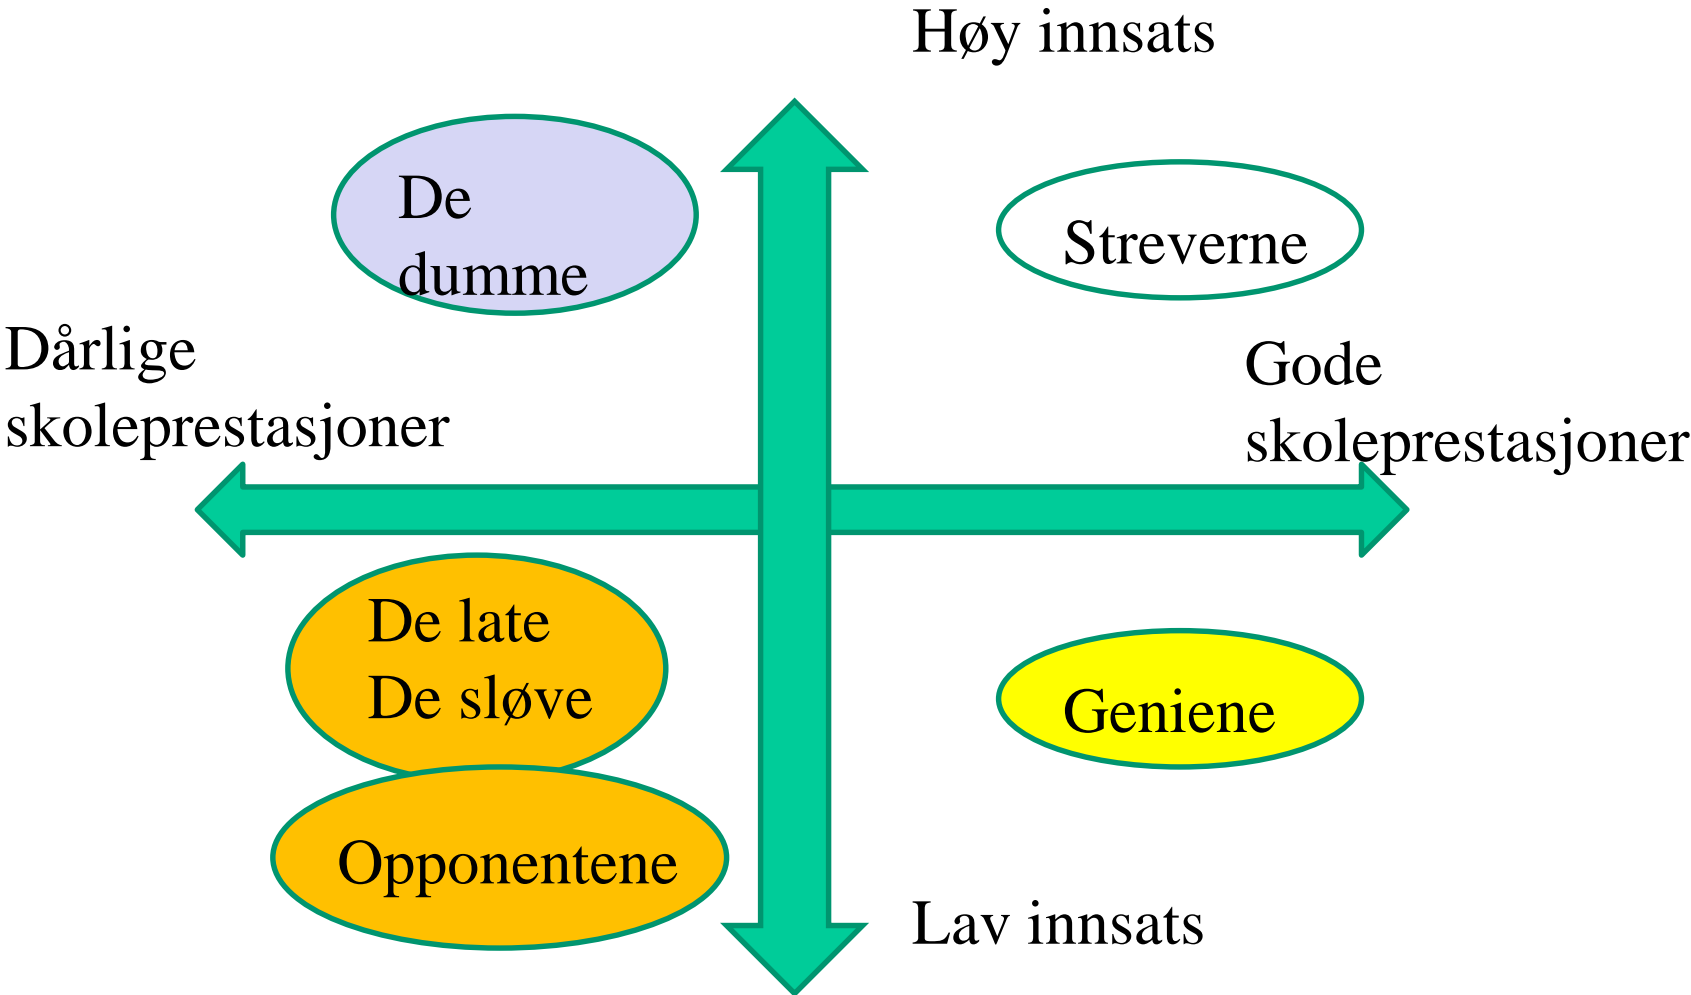 Høy innsats
De
dumme
Streverne
Dårlige
skoleprestasjoner
Gode
skoleprestasjoner
De late
De sløve
Geniene
Opponentene
Lav innsats